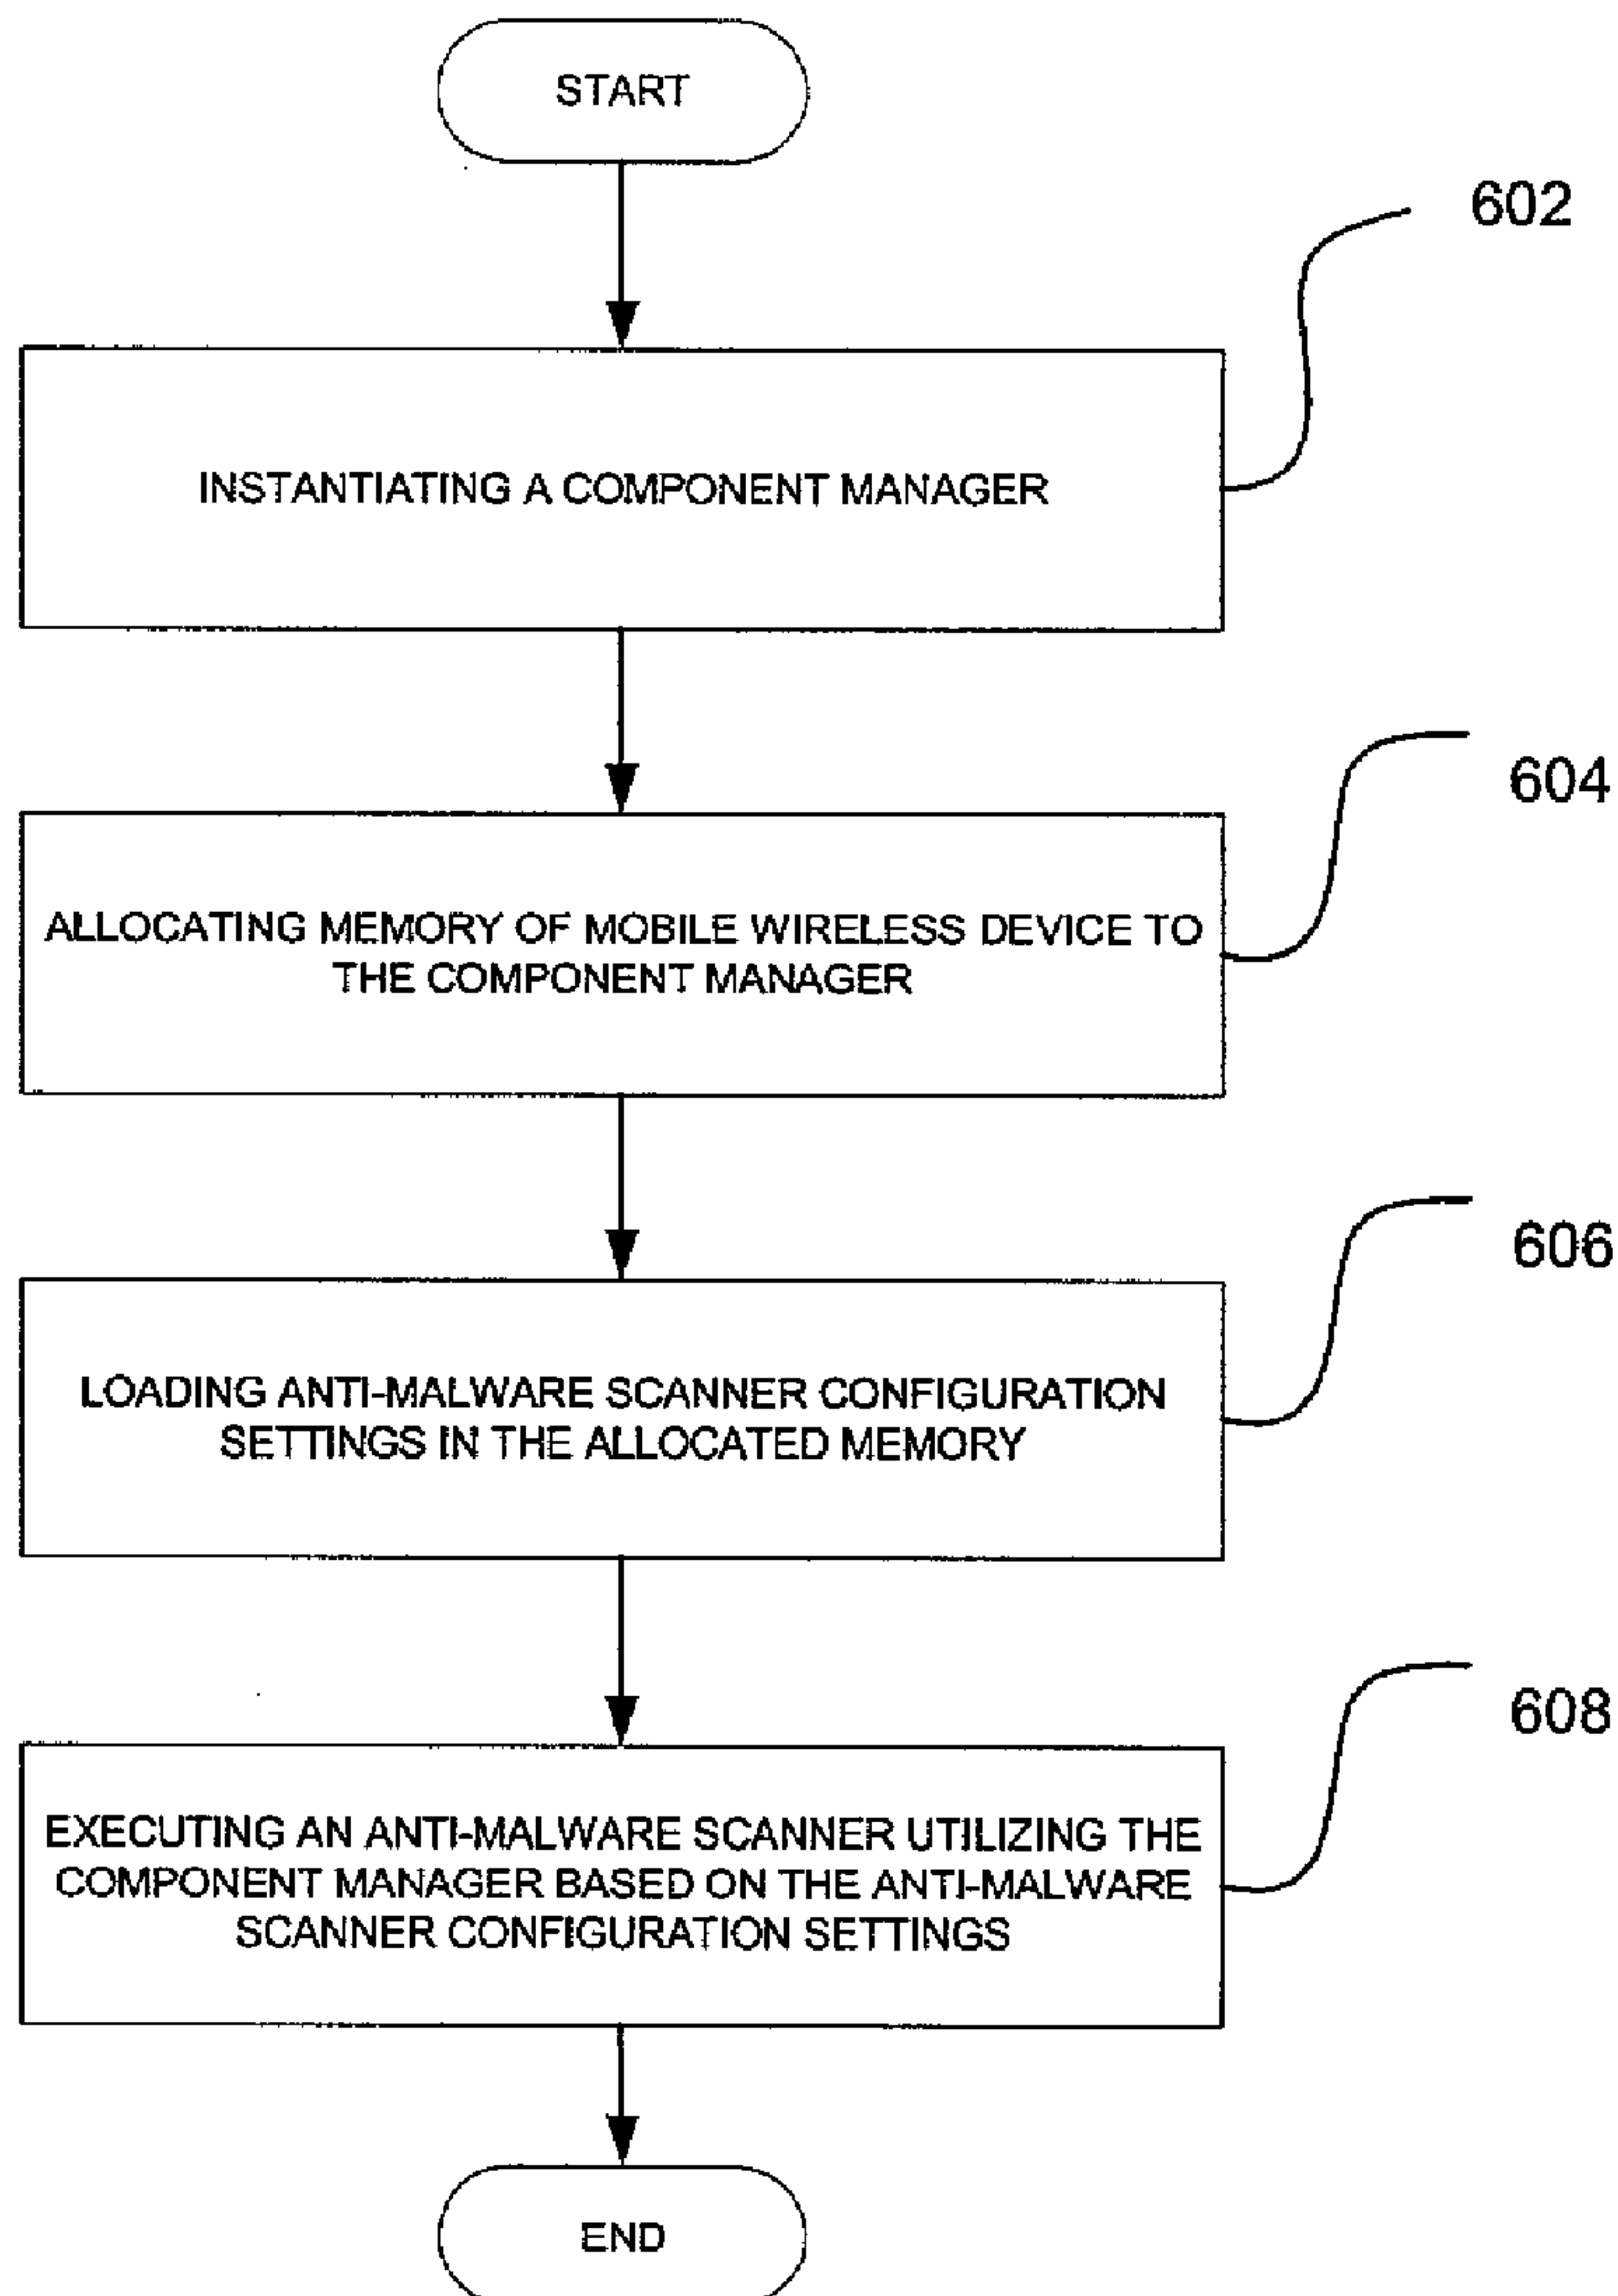 START
602
INSTANTIATING A COMPONENT MANAGER
604
ALLOCATING MEMORY OF MOBILE WIRELESS DEVICE TO
THE COMPONENT MANAGER
606
LOADING ANTI-MALWARE SCANNER CONFIGURATION
SETTINGS IN THE ALLOCATED MEMORY
608
EXECUTING AN ANTI-MALWARE SCANNER UTILIZING THE
COMPONENT MANAGER BASED ON THE ANTI-MALWARE
SCANNER CONFIGURATION SETTINGS
END